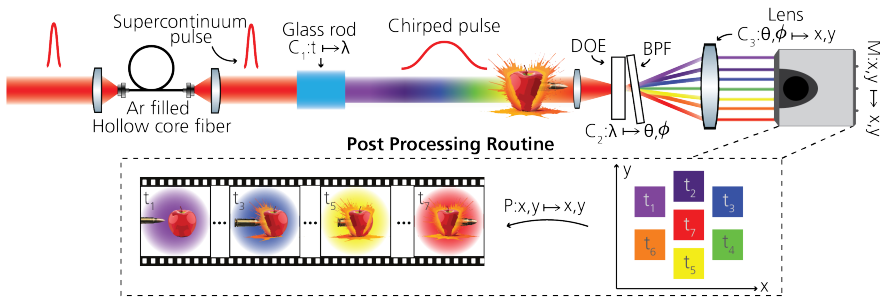 Supercontinuum
pulse
Glass rod
C₁:t ↦ λ
Chirped pulse
DOE
BPF
Lens
C₃:θ,ϕ ↦ x,y
M:x,y ↦ x,y
Ar filled
Hollow core fiber
C₂:λ ↦ θ,ϕ
Post Processing Routine
t₁
t₃
t₅
t₇
... ... ...
P:x,y ↦ x,y
y
t₁
t₂
t₃
t₇
t₆
t₄
t₅
x